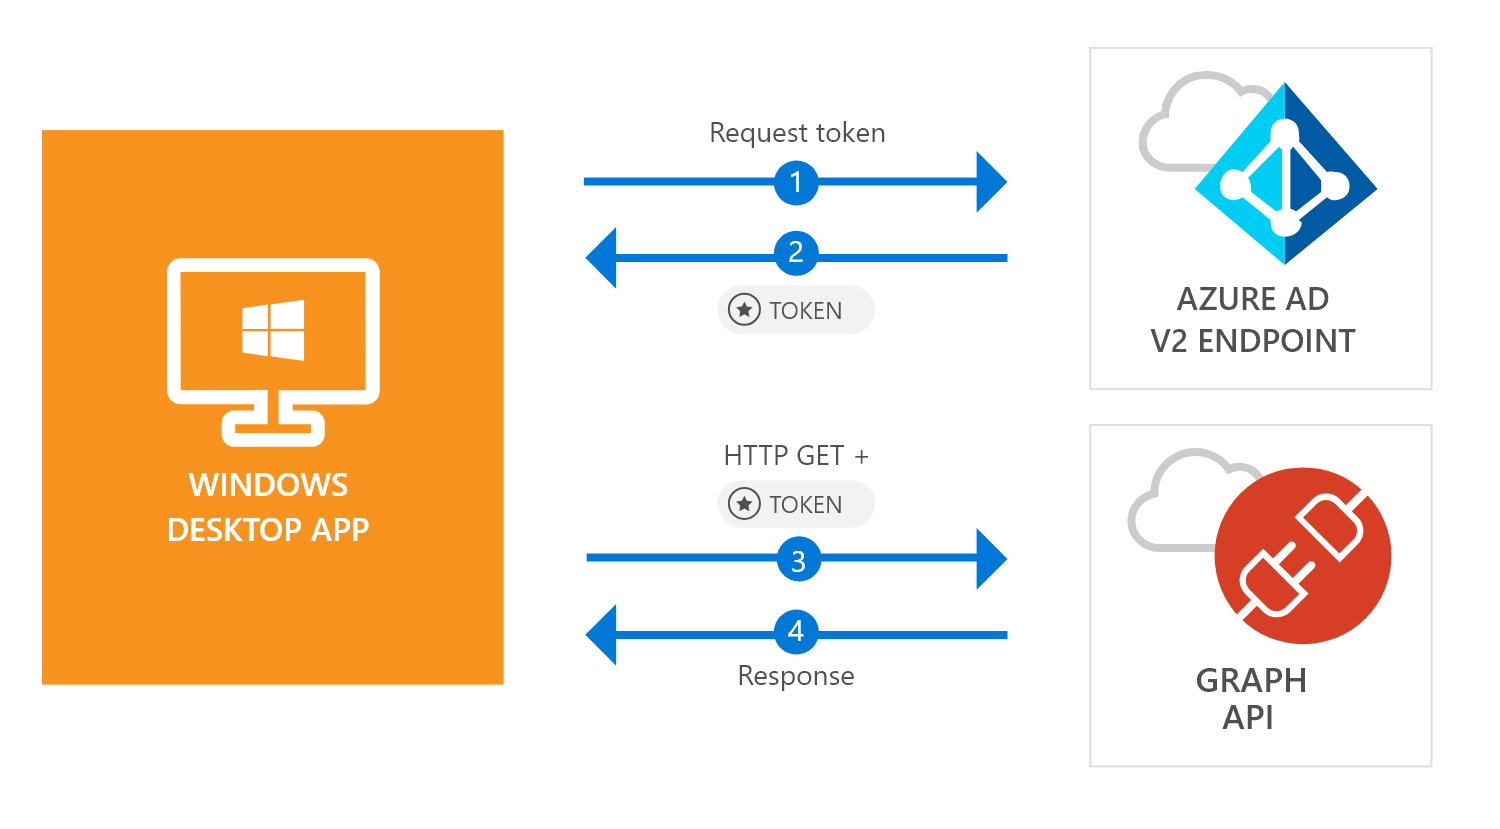 Request token
1
2
TOKEN
AZURE AD
V2 ENDPOINT
WINDOWS
DESKTOP APP
HTTP GET +
TOKEN
3
4
Response
GRAPH
API